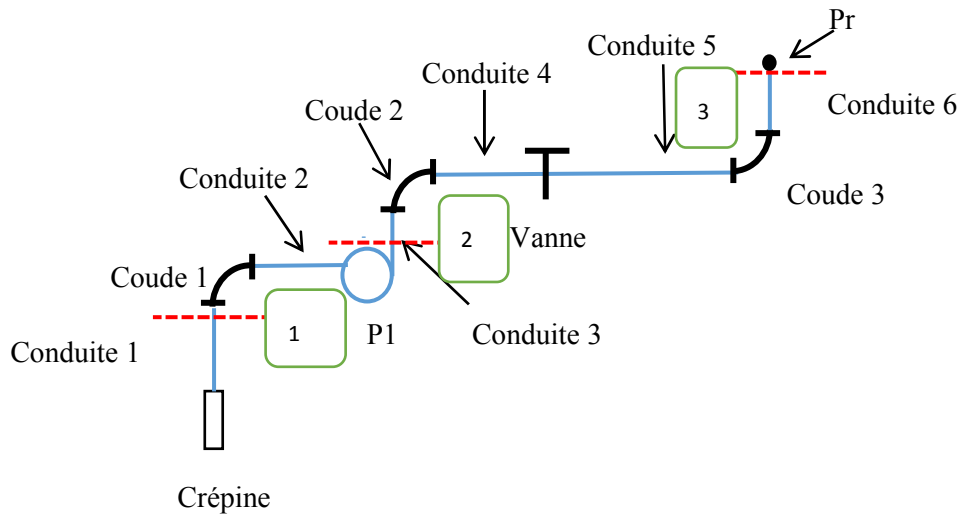 Pr
Conduite 5
Conduite 4
Conduite 6
3
Coude 2
Conduite 2
Coude 3
2
Vanne
Coude 1
1
P1
Conduite 3
Conduite 1
Crépine